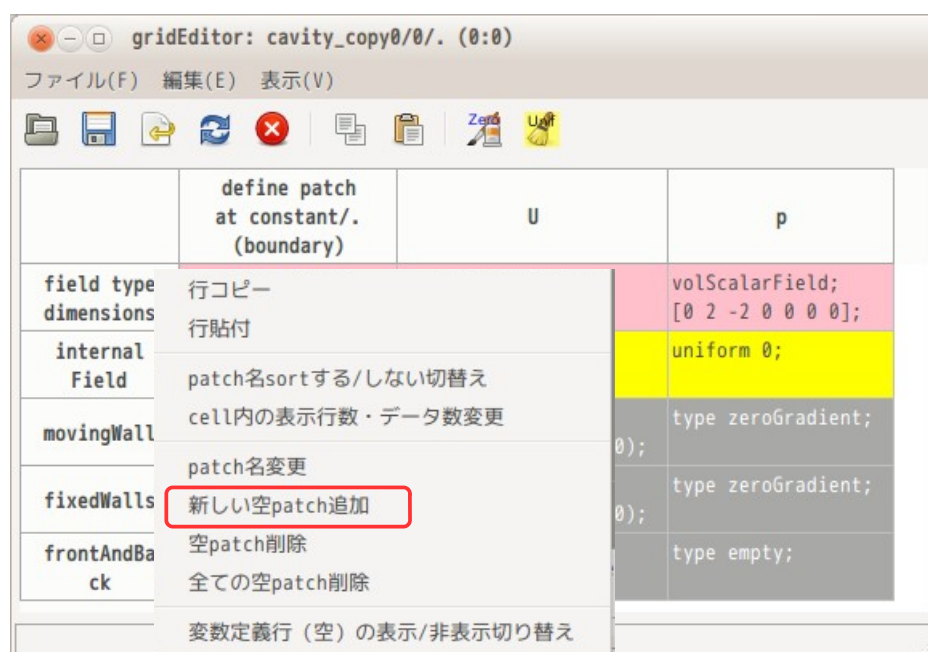 gridEditor: cavity_copy0/0/. (0:0)
ファイル(F) 編集(E) 表示(V)
Zero
Unif
define patch
at constant/.
(boundary)
U
p
field type
dimensions
volScalarField;
[0 2 -2 0 0 0 0];
internal
Field
uniform 0;
movingWall
0);
type zeroGradient;
fixedWalls
0);
type zeroGradient;
frontAndBa
ck
type empty;
行コピー
行貼付
patch名sortする/しない切替え
cell内の表示行数・データ数変更
patch名変更
新しい空patch追加
空patch削除
全ての空patch削除
変数定義行（空）の表示/非表示切り替え